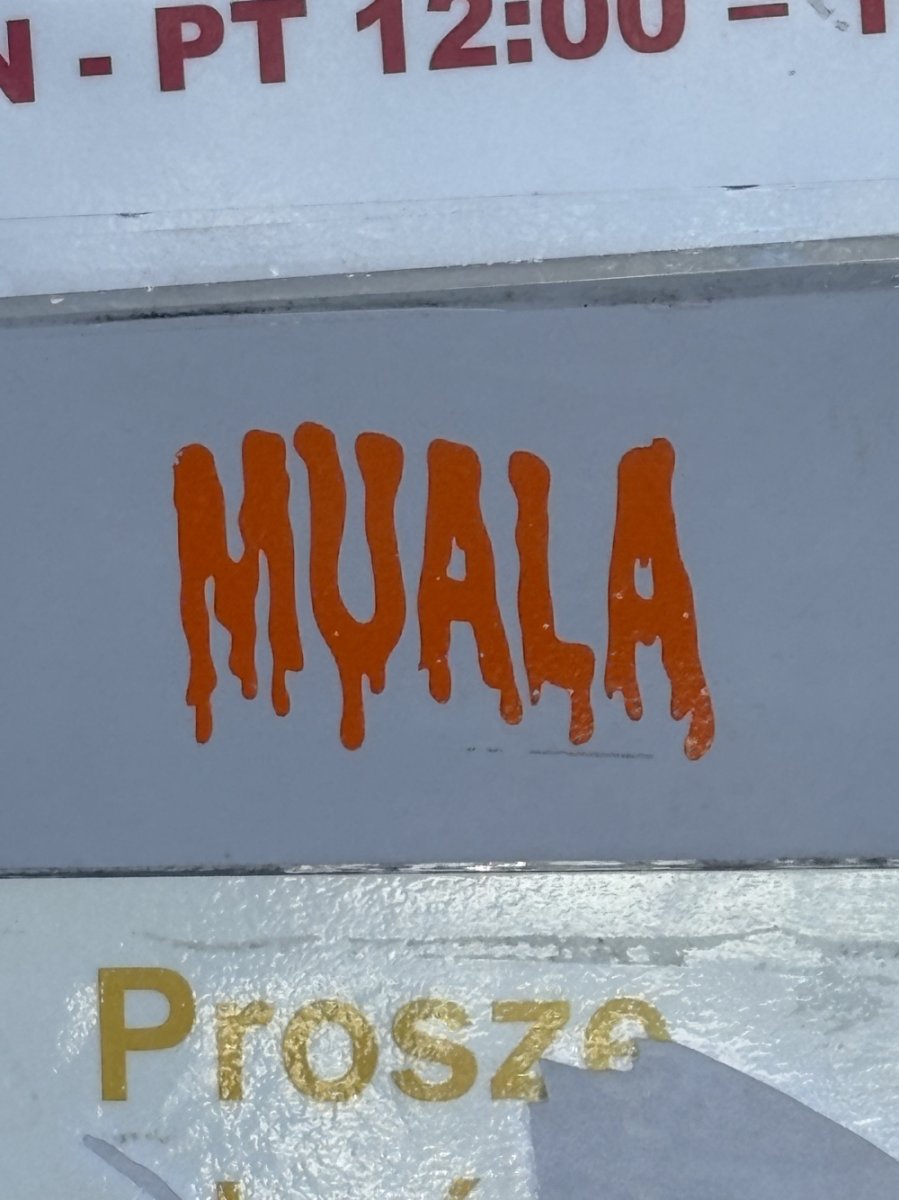 N - PT 12:00 –
MUALA
Prosze